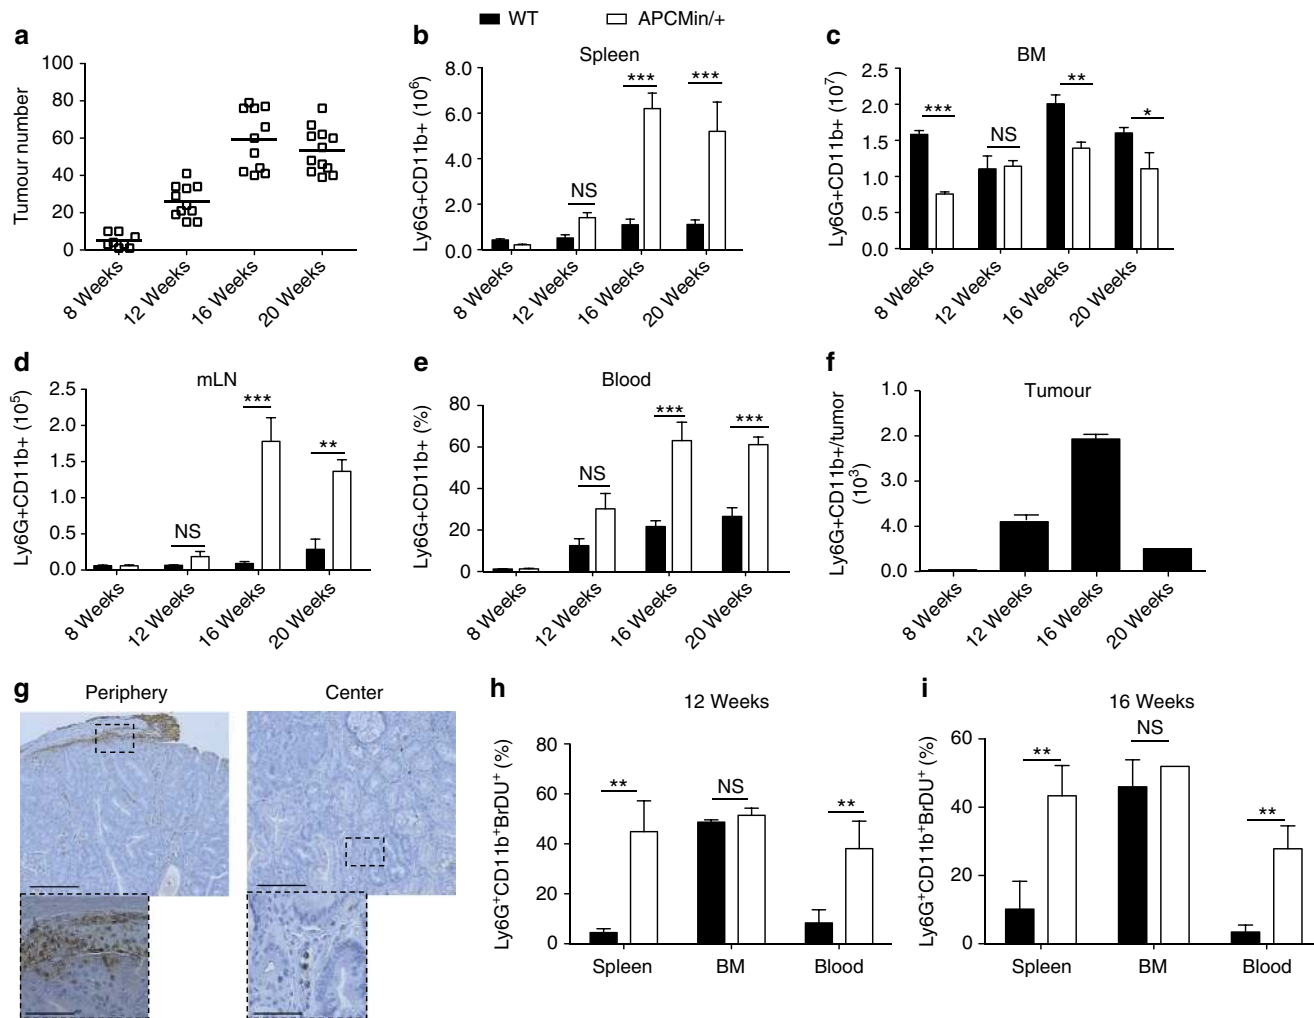 WT APCMin/+
a
Tumour number
100
80
60
40
20
0
8 Weeks 12 Weeks 16 Weeks 20 Weeks
b
Spleen
Ly6G+CD11b+ (10⁶)
8.0
6.0
4.0
2.0
0.0
NS *** ***
8 Weeks 12 Weeks 16 Weeks 20 Weeks
c
BM
Ly6G+CD11b+ (10⁷)
2.5
2.0
1.5
1.0
0.5
0.0
*** NS ** *
8 Weeks 12 Weeks 16 Weeks 20 Weeks
d
mLN
Ly6G+CD11b+ (10⁵)
2.5
2.0
1.5
1.0
0.5
0.0
NS *** **
8 Weeks 12 Weeks 16 Weeks 20 Weeks
e
Blood
Ly6G+CD11b+ (%)
80
60
40
20
0
NS *** ***
8 Weeks 12 Weeks 16 Weeks 20 Weeks
f
Tumour
Ly6G+CD11b+/tumor
(10³)
1.0
2.0
3.0
4.0
0.0
8 Weeks 12 Weeks 16 Weeks 20 Weeks
g
Periphery Center
h
12 Weeks
Ly6G⁺CD11b⁺BrDU⁺ (%)
80
60
40
20
0
** NS **
Spleen BM Blood
i
16 Weeks
Ly6G⁺CD11b⁺BrDU⁺ (%)
60
40
20
0
** NS **
Spleen BM Blood